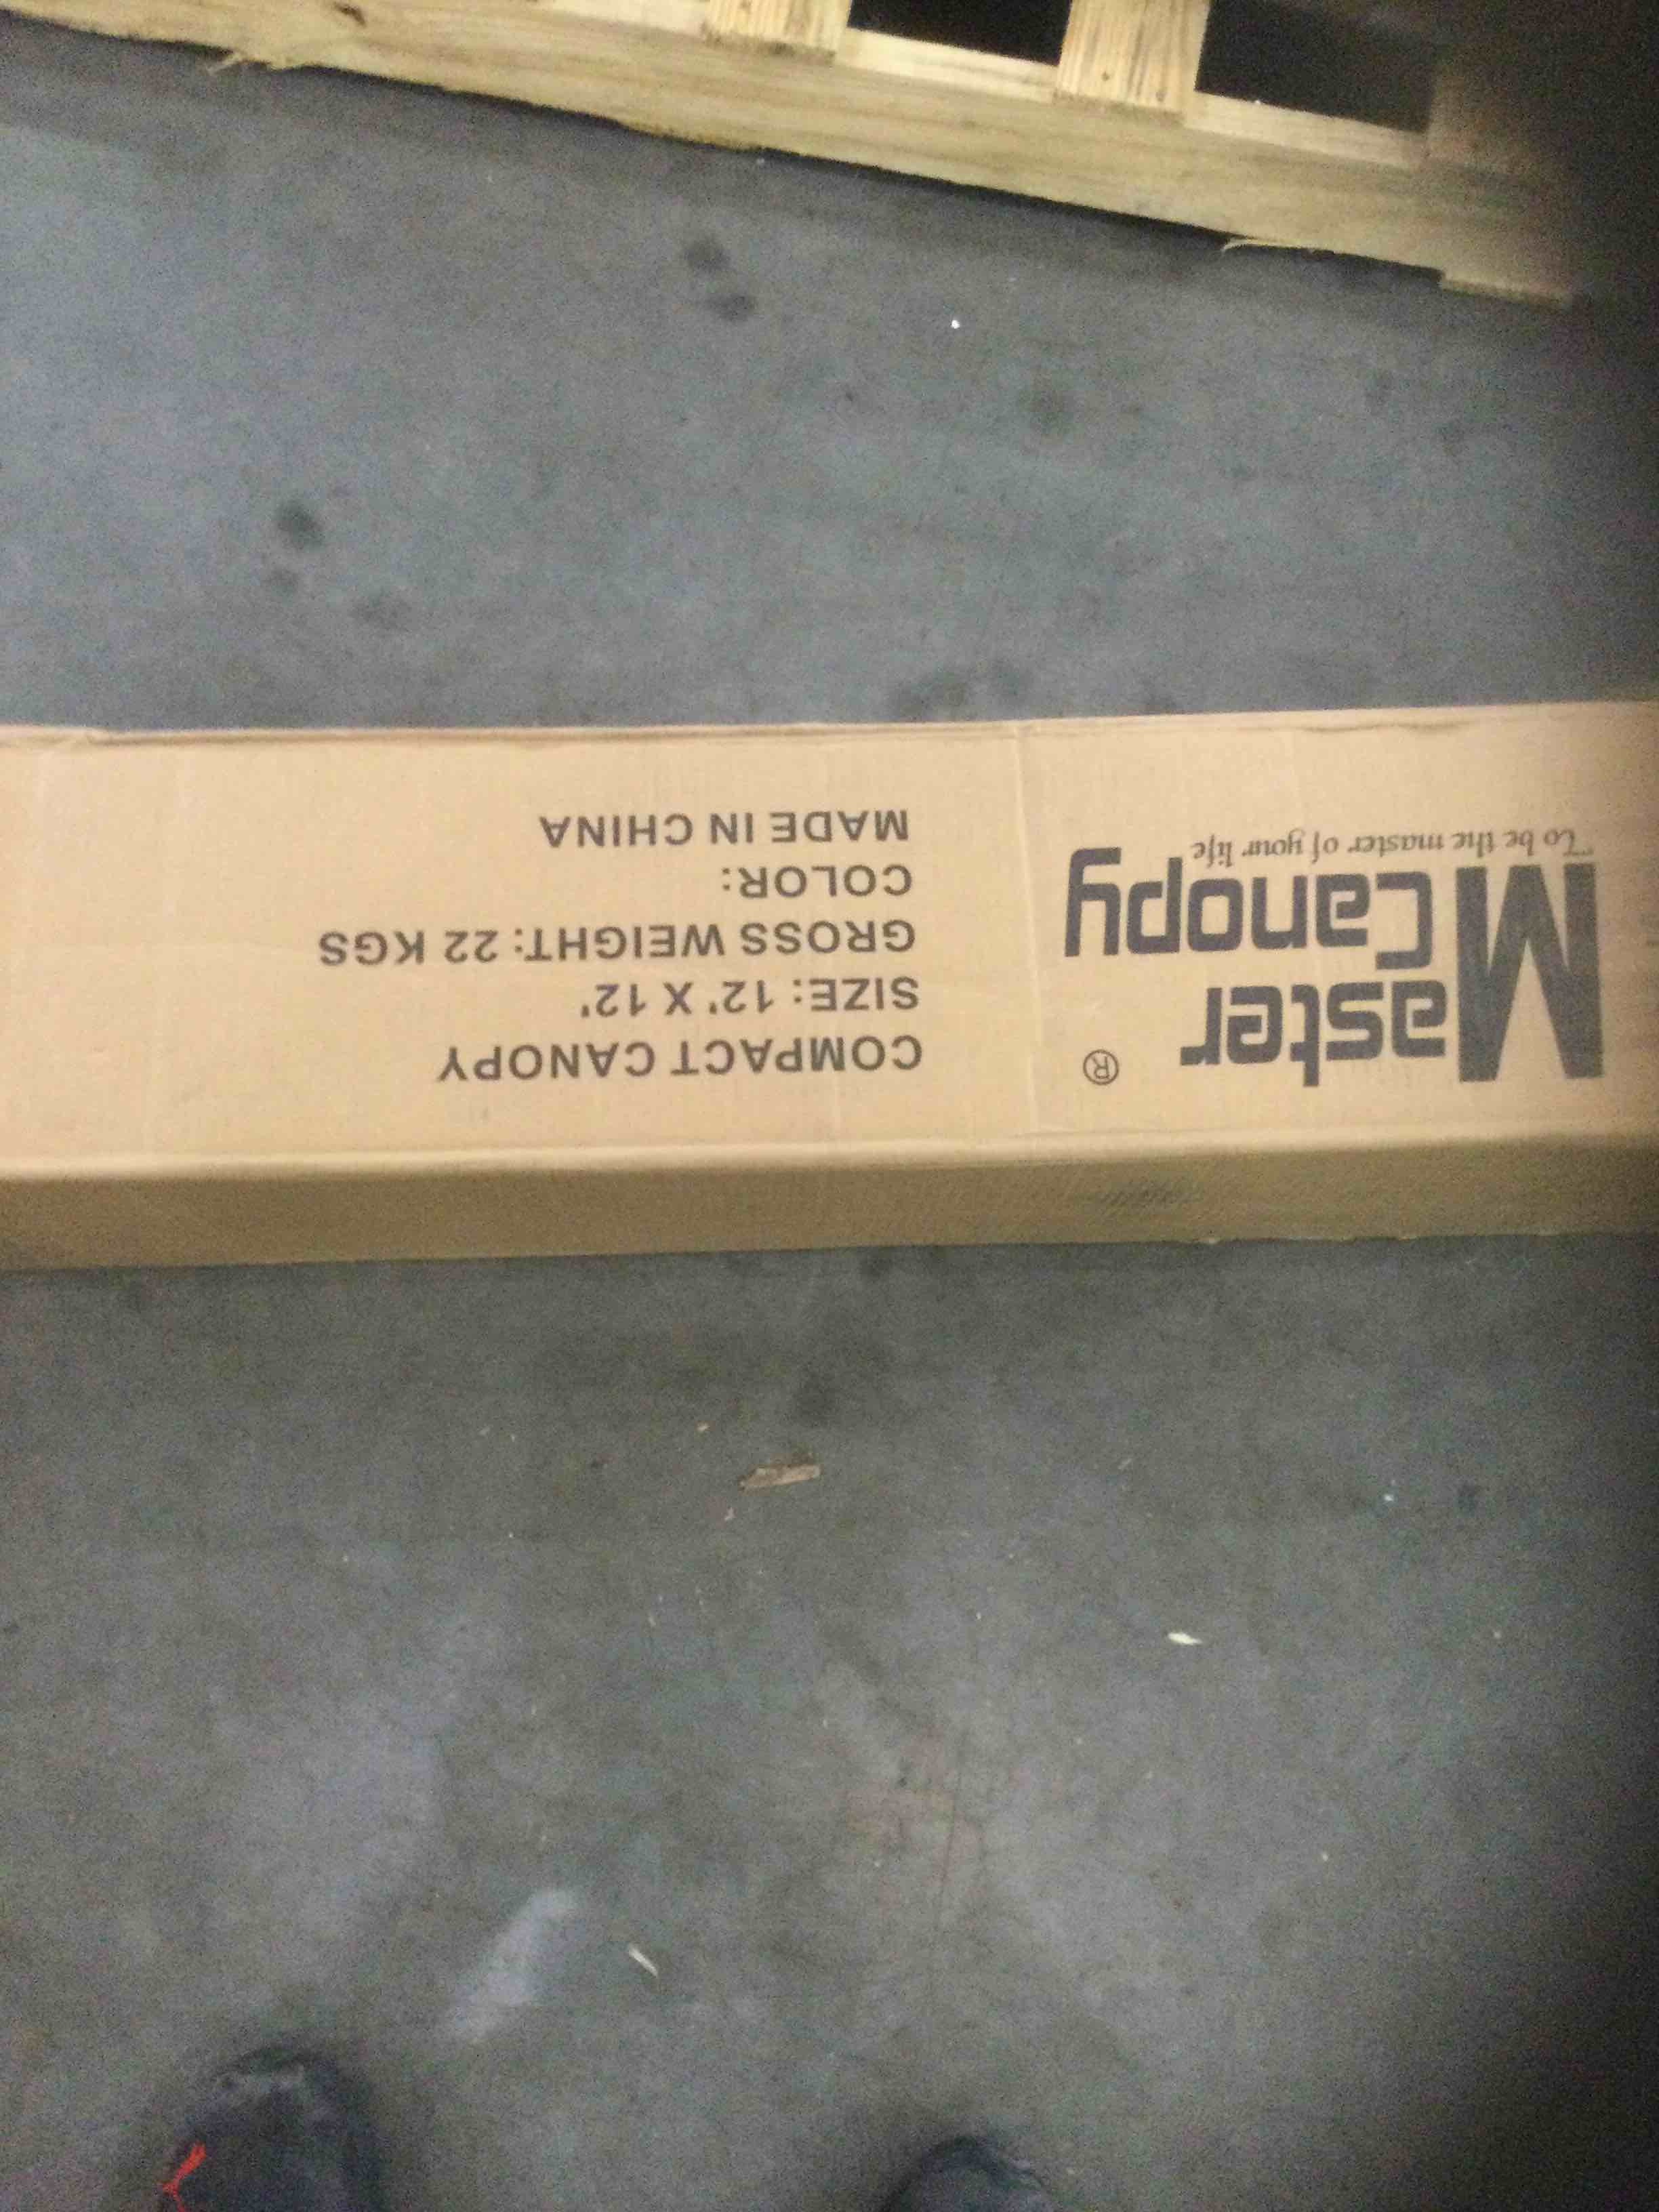 Master
Canopy
®
"To be the master of your life
COMPACT CANOPY
SIZE: 12' X 12'
GROSS WEIGHT: 22 KGS
COLOR:
MADE IN CHINA